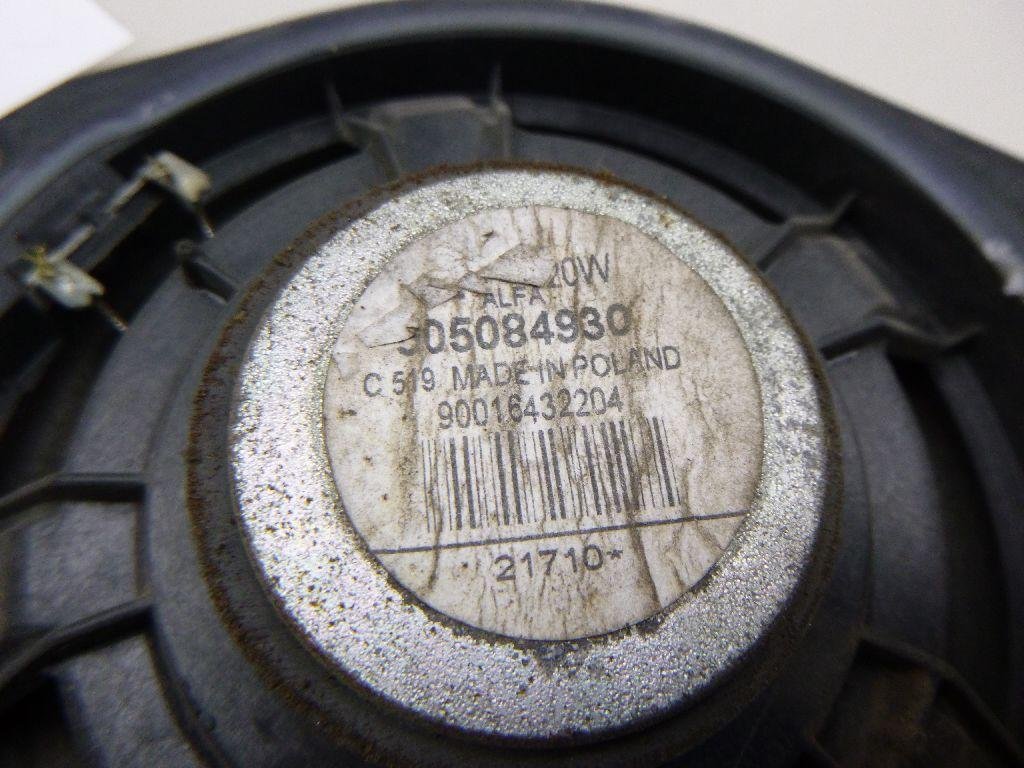 20W
ALFA
505084930
C 519 MADE IN POLAND
90016432204
21710*